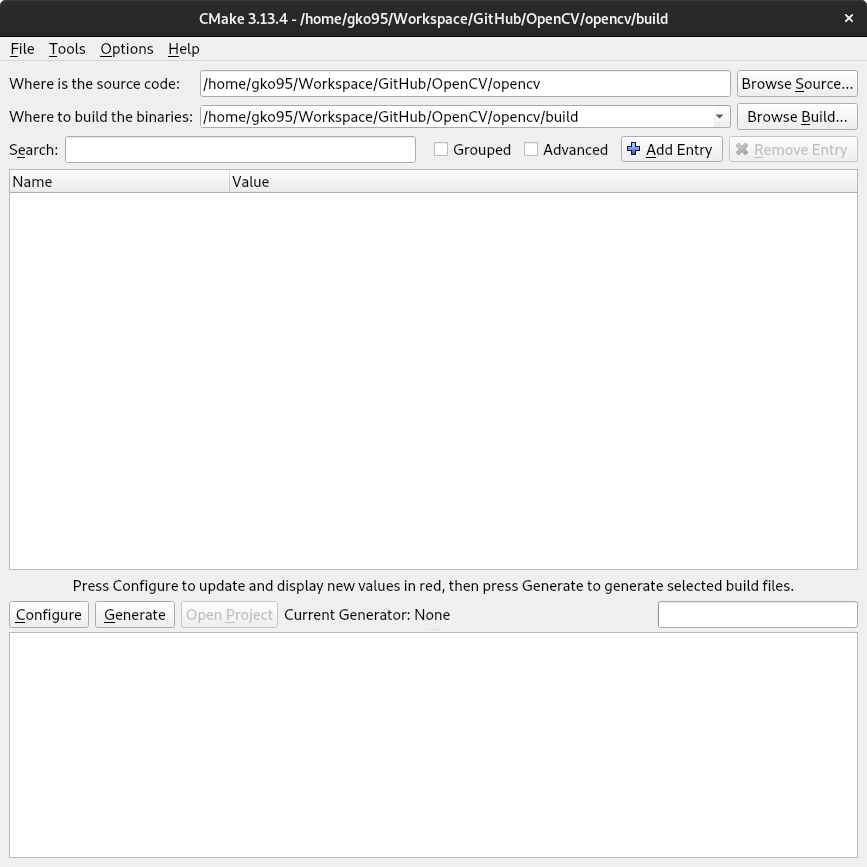 CMake 3.13.4 - /home/gko95/Workspace/GitHub/OpenCV/opencv/build
File Tools Options Help
Where is the source code: /home/gko95/Workspace/GitHub/OpenCV/opencv Browse Source...
Where to build the binaries: /home/gko95/Workspace/GitHub/OpenCV/opencv/build Browse Build...
Search: Grouped Advanced Add Entry Remove Entry
Name Value
Press Configure to update and display new values in red, then press Generate to generate selected build files.
Configure Generate Open Project Current Generator: None